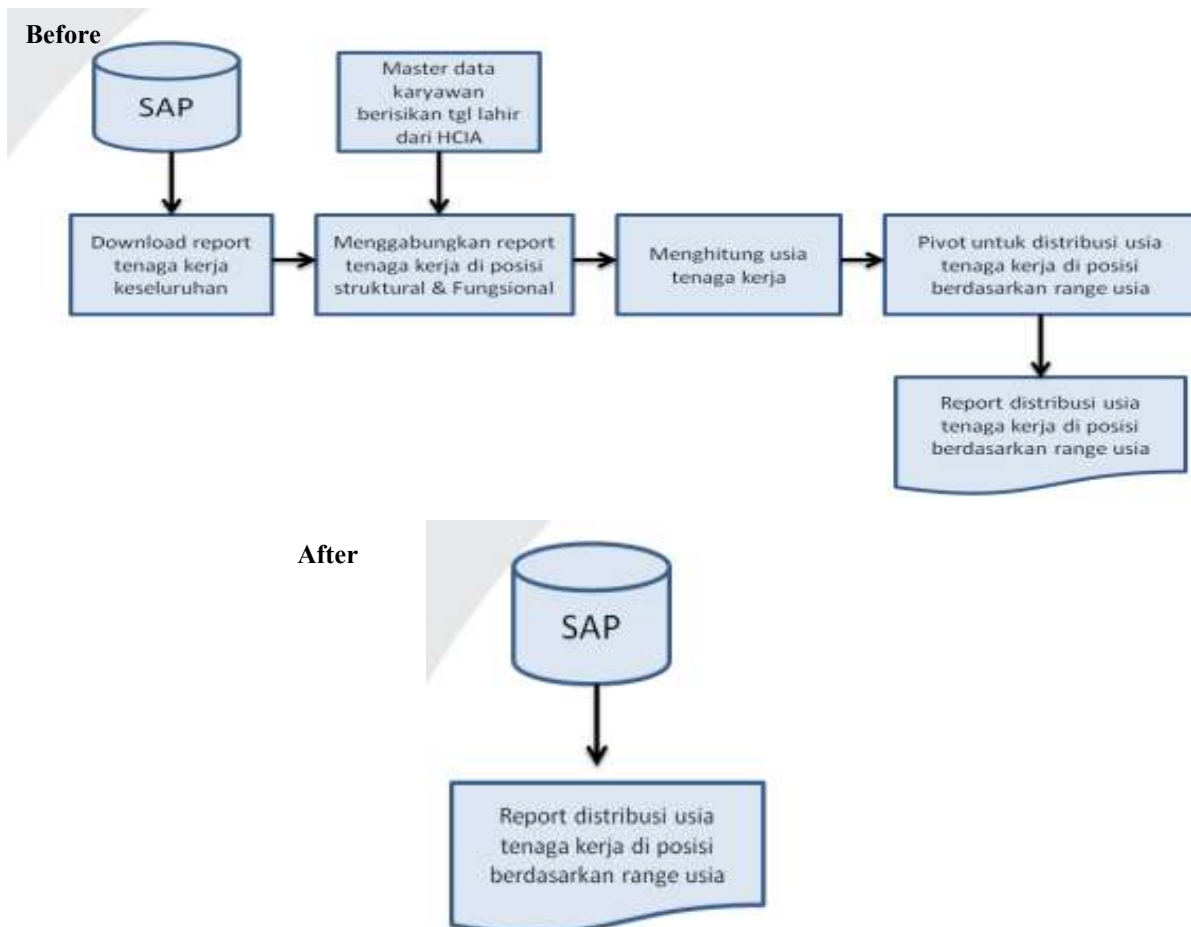 Before
SAP
Master data
karyawan
berisikan tgl lahir
dari HCIA
Download report
tenaga kerja
keseluruhan
Menggabungkan report
tenaga kerja di posisi
struktural & Fungsional
Menghitung usia
tenaga kerja
Pivot untuk distribusi usia
tenaga kerja di posisi
berdasarkan range usia
Report distribusi usia
tenaga kerja di posisi
berdasarkan range usia
After
SAP
Report distribusi usia
tenaga kerja di posisi
berdasarkan range usia